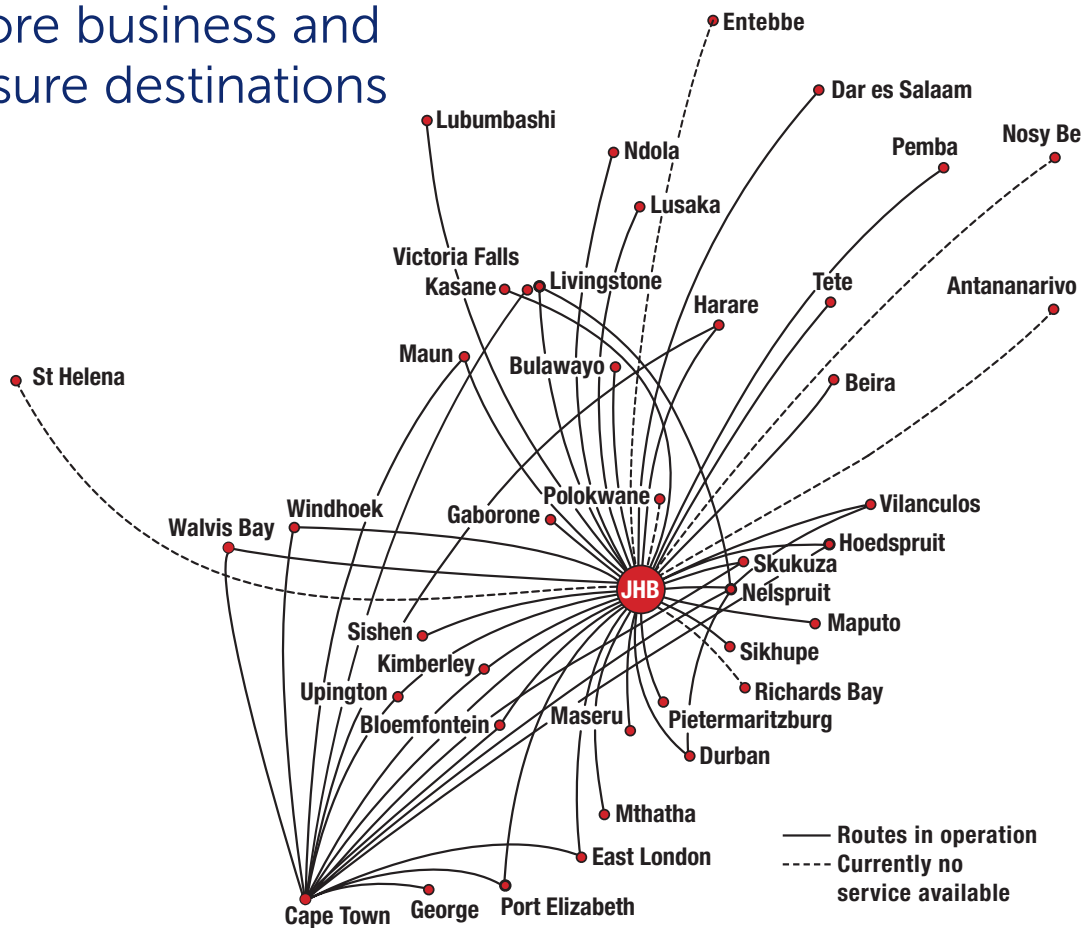 ore business and
sure destinations
Entebbe
Dar es Salaam
Lubumbashi
Nosy Be
Pemba
Ndola
Lusaka
Victoria Falls
Kasane
Livingstone
Tete
Antananarivo
Harare
Maun
Bulawayo
St Helena
Beira
Polokwane
Windhoek
Gaborone
Vilanculos
Walvis Bay
Hoedspruit
Skukuza
JHB
Nelspruit
Maputo
Sishen
Sikhupe
Kimberley
Upington
Richards Bay
Maseru
Pietermaritzburg
Bloemfontein
Durban
Mthatha
Routes in operation
East London
Currently no
service available
Port Elizabeth
George
Cape Town